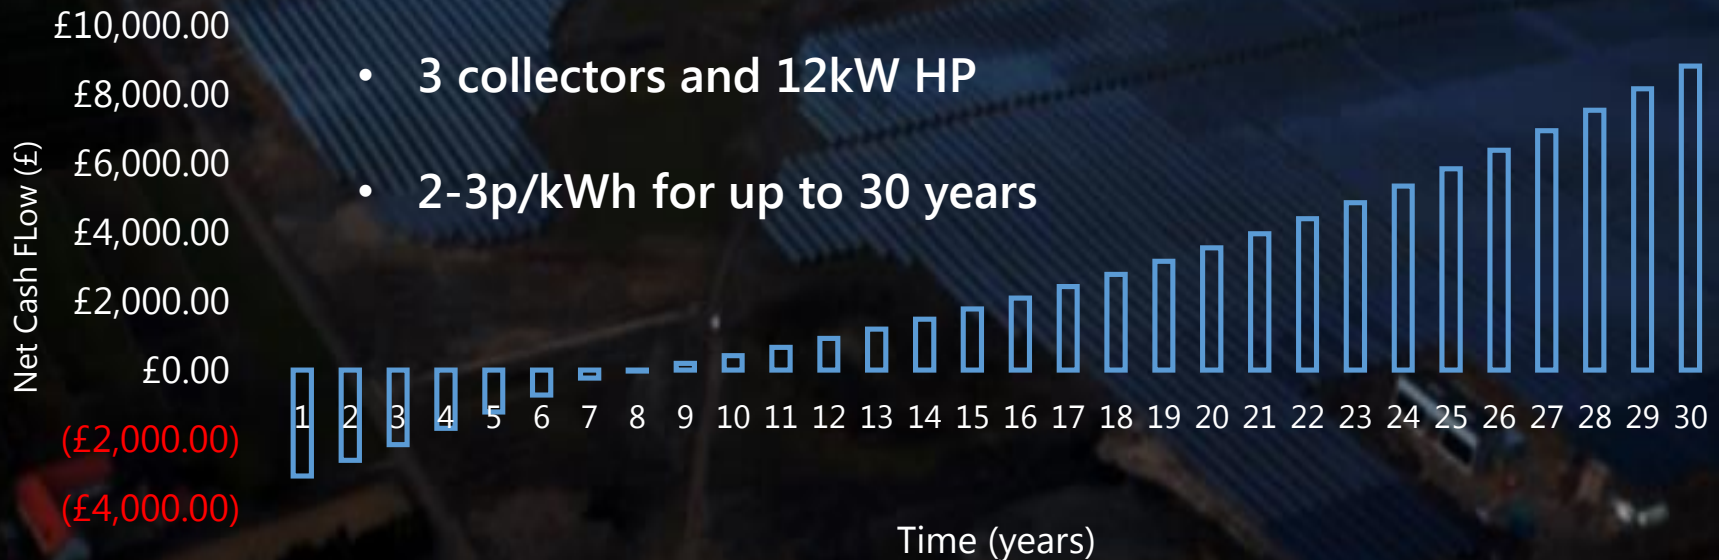 £10,000.00
£8,000.00
£6,000.00
£4,000.00
£2,000.00
£0.00
(£2,000.00)
(£4,000.00)
Net Cash FLow (£)
• 3 collectors and 12kW HP
• 2-3p/kWh for up to 30 years
1 2 3 4 5 6 7 8 9 10 11 12 13 14 15 16 17 18 19 20 21 22 23 24 25 26 27 28 29 30
Time (years)